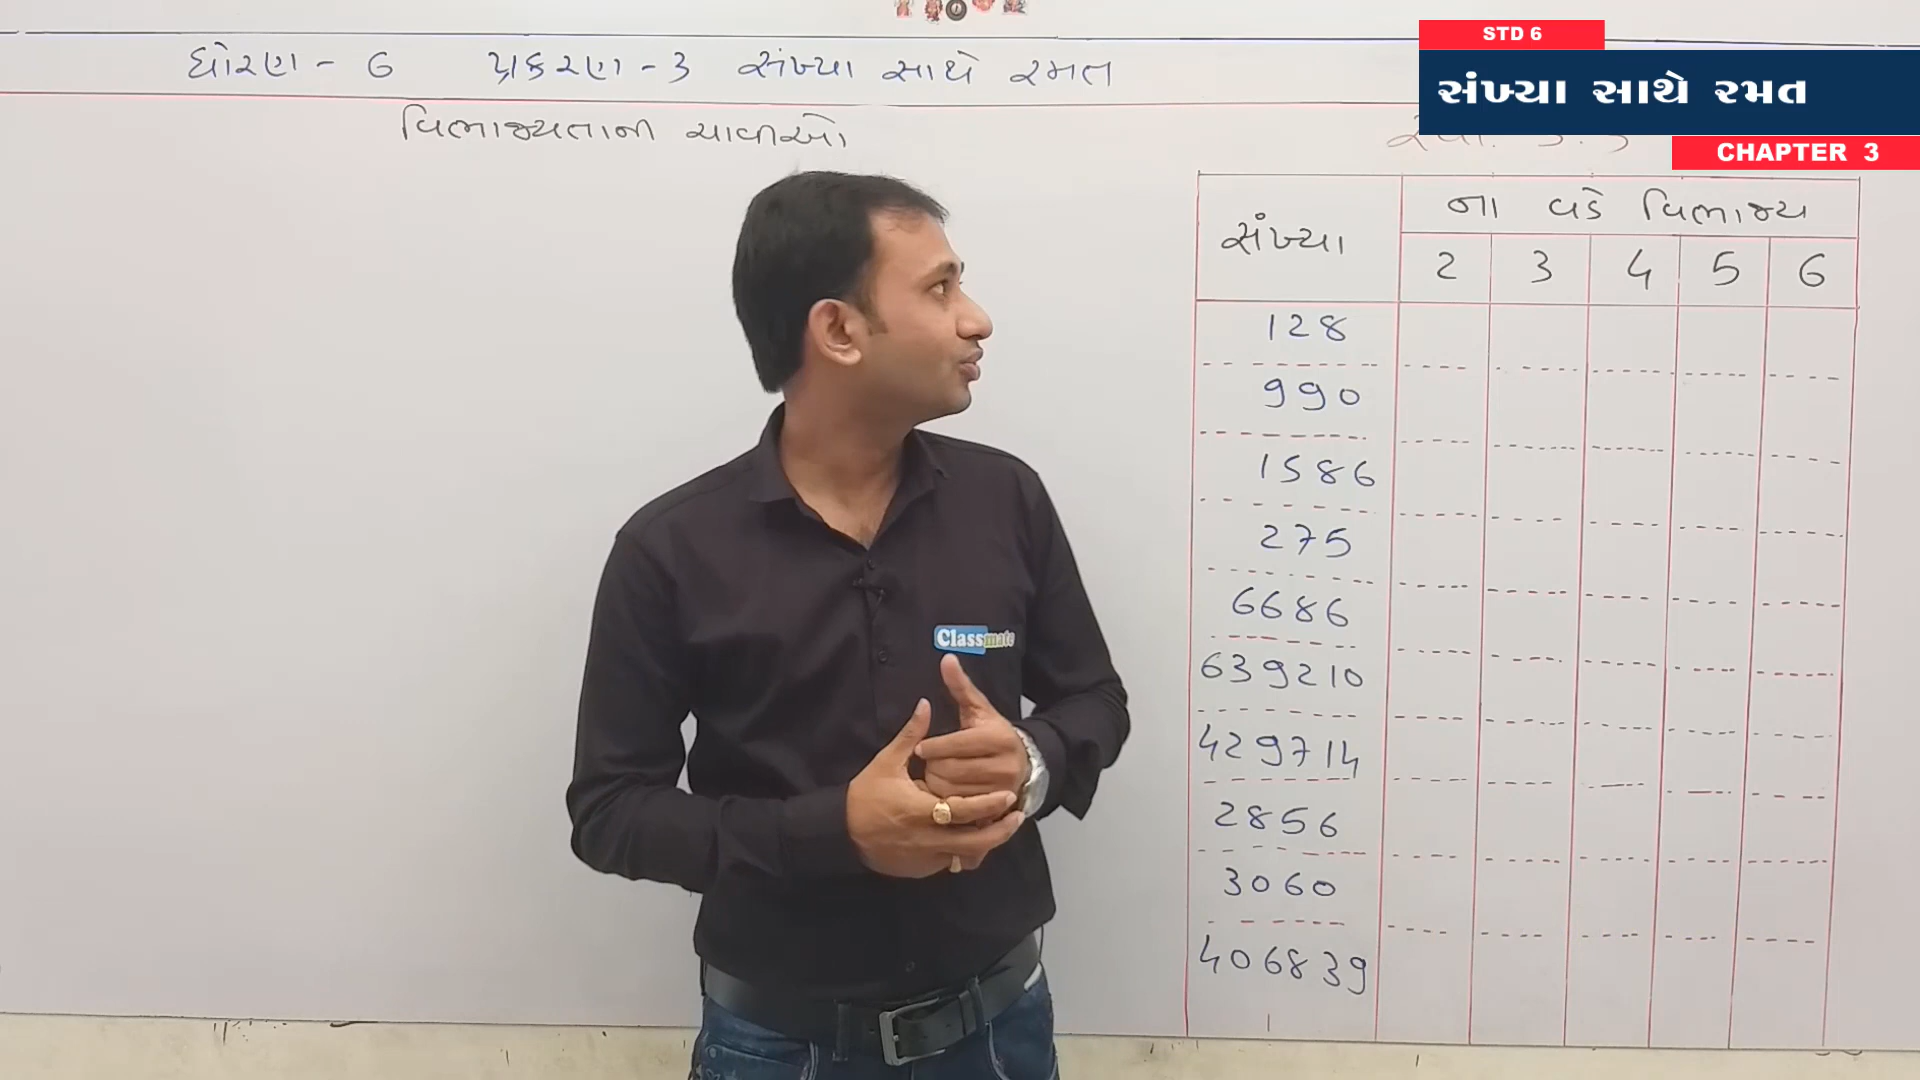 STD 6
સંખ્યા સાથે રમત
CHAPTER 3
ધોરણ - 6 પ્રકરણ - 3 સંખ્યા સાથે રમત
વિભાજ્યતાની ચાવીઓ
સંખ્યા ના વડે વિભાજ્ય
2 3 4 5 6
128
990
1586
275
6686
639210
429714
2856
3060
406839
Classmate